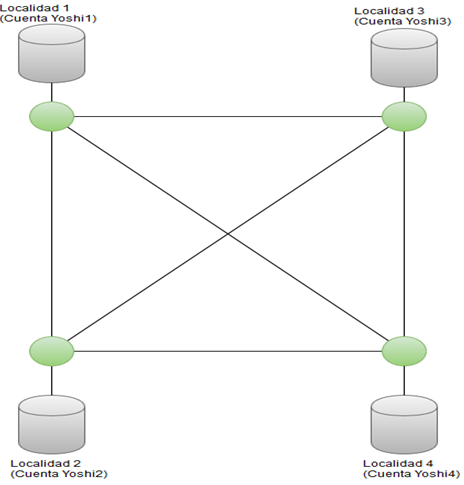 Localidad 1
(Cuenta Yoshi1)
Localidad 3
(Cuenta Yoshi3)
Localidad 2
(Cuenta Yoshi2)
Localidad 4
(Cuenta Yoshi4)